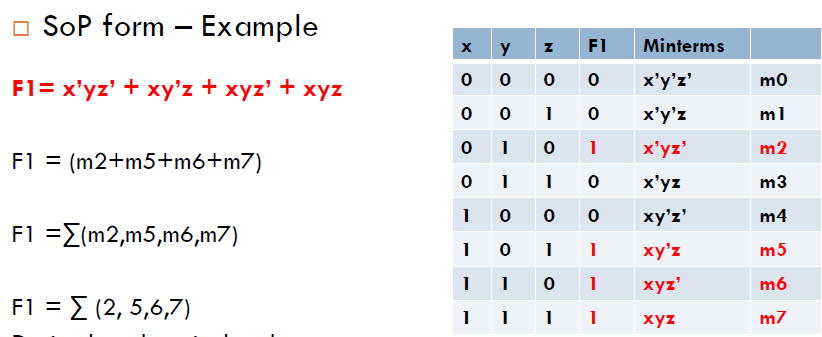 SoP form – Example
F1= x'yz' + xy'z + xyz' + xyz
F1 = (m2+m5+m6+m7)
F1 =∑(m2,m5,m6,m7)
F1 = ∑ (2, 5,6,7)
x y z F1 Minterms
0 0 0 0 x'y'z' m0
0 0 1 0 x'y'z m1
0 1 0 1 x'yz' m2
0 1 1 0 x'yz m3
1 0 0 0 xy'z' m4
1 0 1 1 xy'z m5
1 1 0 1 xyz' m6
1 1 1 1 xyz m7